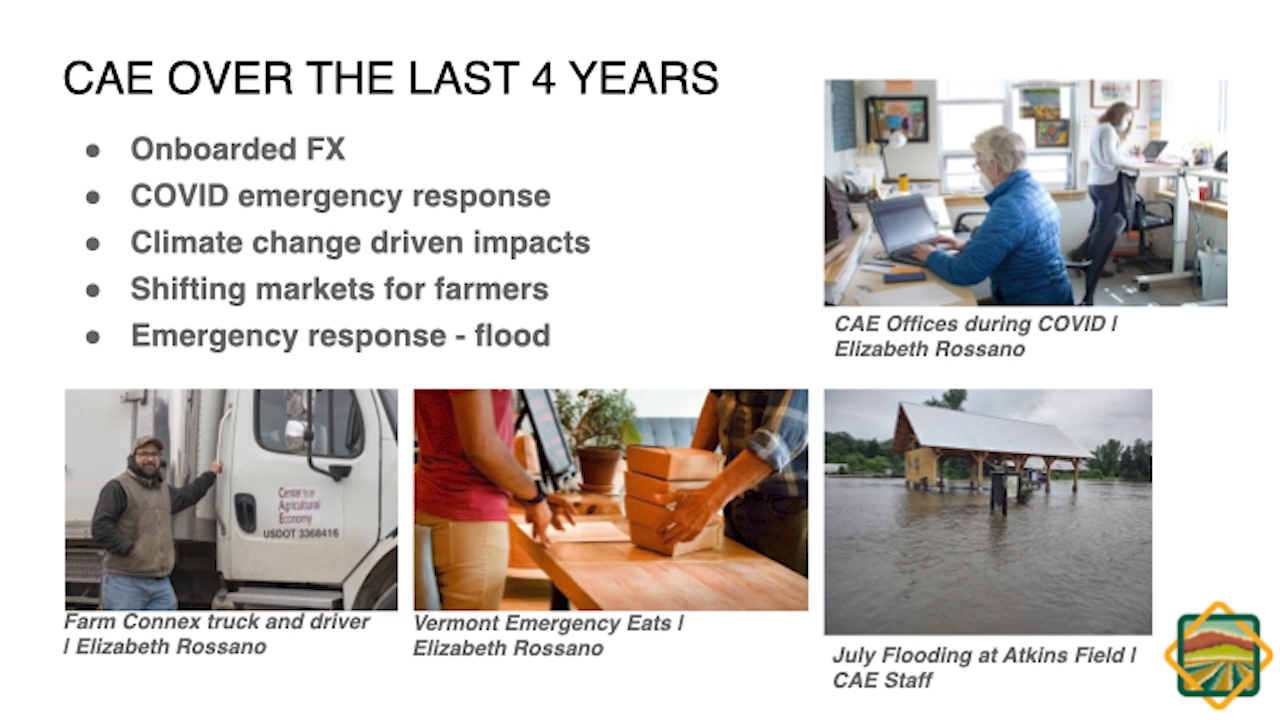 CAE OVER THE LAST 4 YEARS
● Onboarded FX
● COVID emergency response
● Climate change driven impacts
● Shifting markets for farmers
● Emergency response - flood
CAE Offices during COVID |
Elizabeth Rossano
Center for
Agricultural
Economy
USDOT 3368416
Farm Connex truck and driver
| Elizabeth Rossano
Vermont Emergency Eats |
Elizabeth Rossano
July Flooding at Atkins Field |
CAE Staff